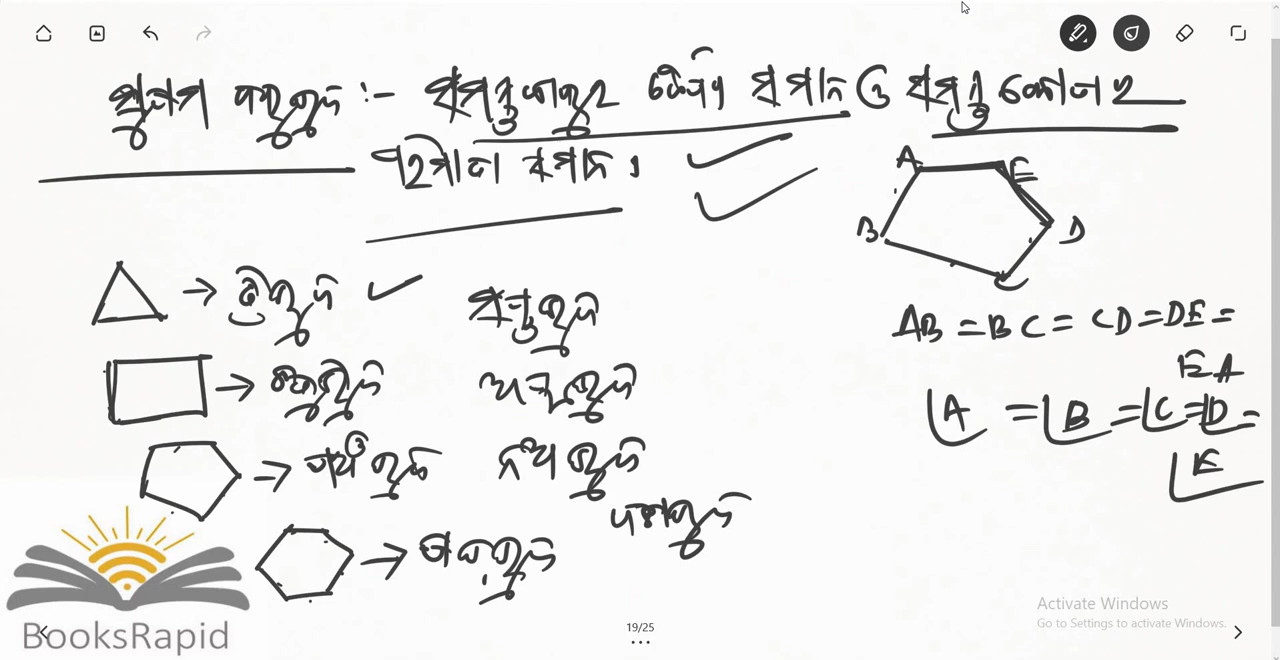 ସୁଷମ ବହୁଭୁଜ :- ସମସ୍ତ ବାହୁର ଦୈର୍ଘ୍ୟ ସମାନ ଓ ସମସ୍ତ କୋଣର
ପରିମାଣ ସମାନ ।
A E
B D
C
→ ତ୍ରିଭୁଜ ସପ୍ତଭୁଜ
AB = BC = CD = DE =
EA
→ ଚତୁର୍ଭୁଜ ଅଷ୍ଟଭୁଜ
∠A = ∠B = ∠C = ∠D =
∠E
→ ପଞ୍ଚଭୁଜ ନଅଭୁଜ
ଦଶଭୁଜ
→ ଷଡ଼ଭୁଜ
BooksRapid
Activate Windows
Go to Settings to activate Windows.
19/25